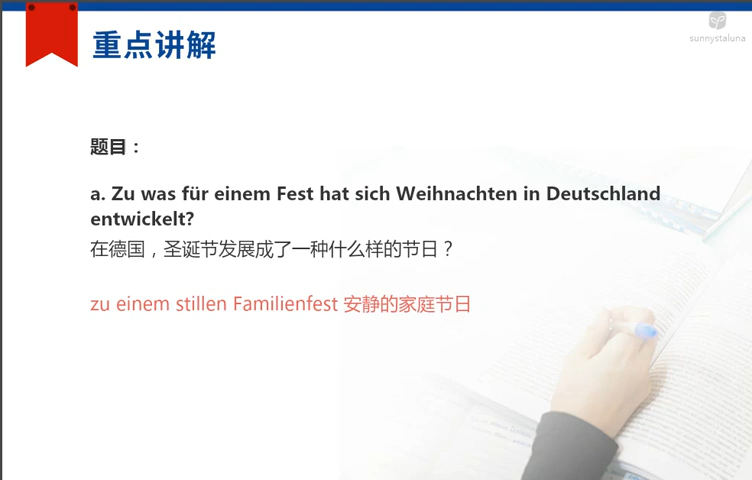 重点讲解
sunnystaluna
题目：
a. Zu was für einem Fest hat sich Weihnachten in Deutschland
entwickelt?
在德国，圣诞节发展成了一种什么样的节日？
zu einem stillen Familienfest 安静的家庭节日